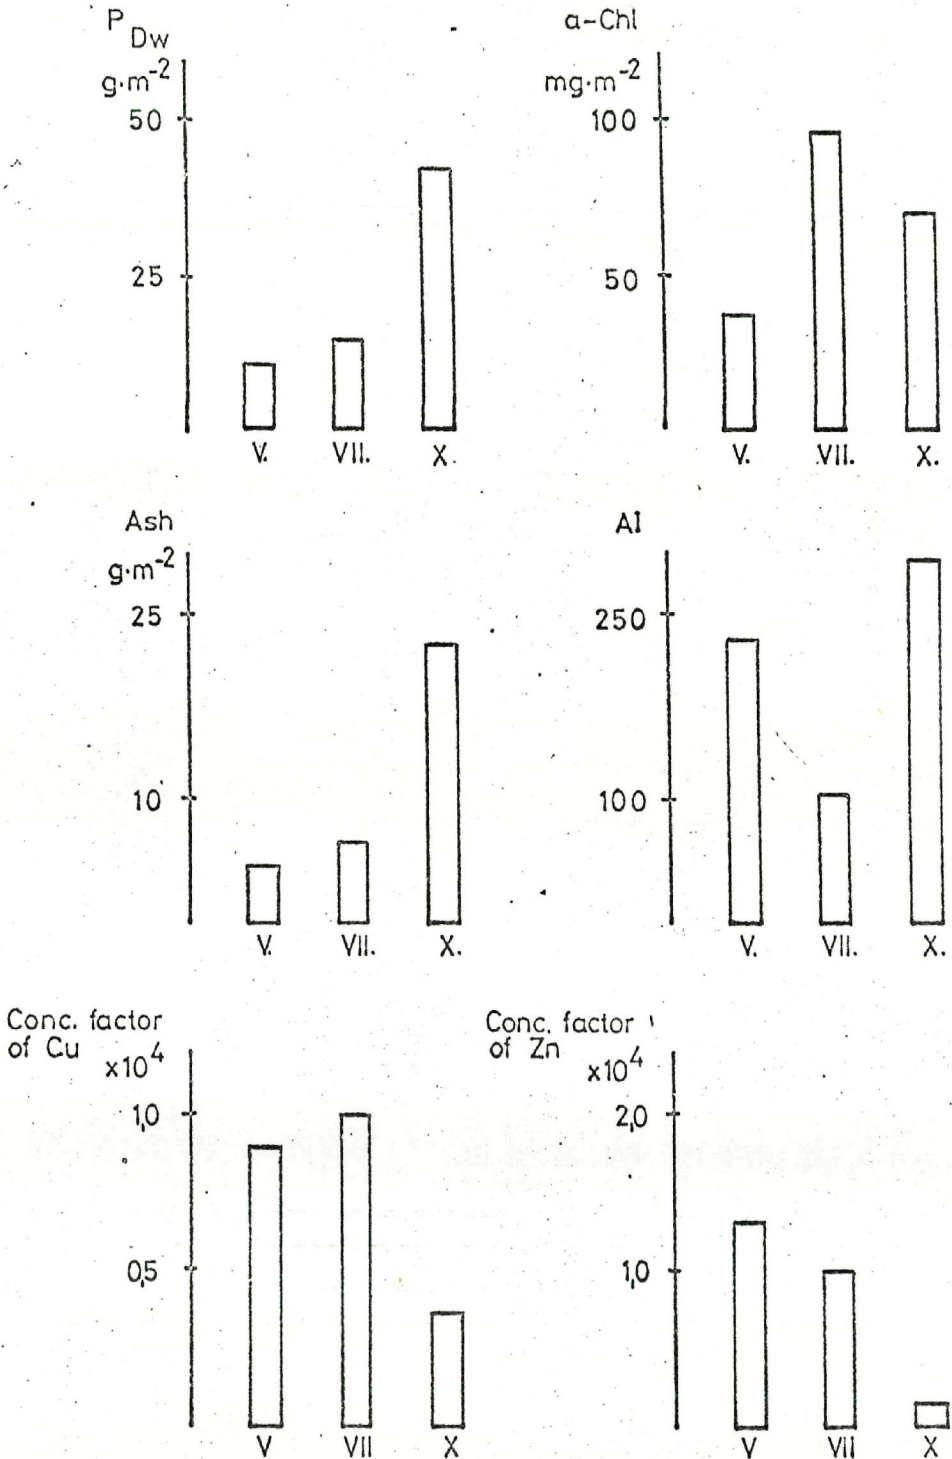 P Dw
g·m-2
50
25
V. VII. X.
a-Chl
mg·m-2
100
50
V. VII. X.
Ash
g·m-2
25
10
V. VII. X.
AI
250
100
V. VII. X.
Conc. factor
of Cu
x10 4
1,0
0,5
V VII X
Conc. factor
of Zn
x10 4
2,0
1,0
V VII X